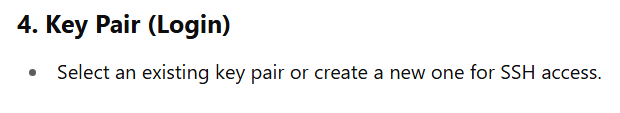 4. Key Pair (Login)
• Select an existing key pair or create a new one for SSH access.